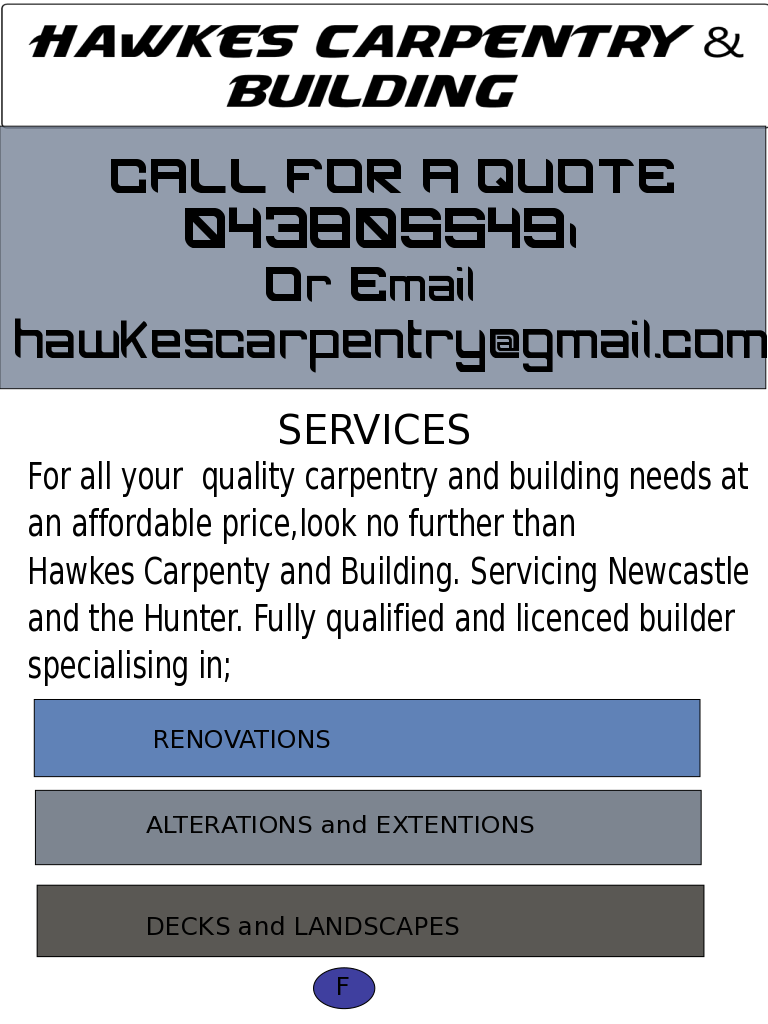 HAWKES CARPENTRY &
BUILDING
CALL FOR A QUOTE
0438055491
Or Email
hawkescarpentry@gmail.com
SERVICES
For all your  quality carpentry and building needs at
an affordable price,look no further than
Hawkes Carpenty and Building. Servicing Newcastle
and the Hunter. Fully qualified and licenced builder
specialising in;
RENOVATIONS
ALTERATIONS and EXTENTIONS
DECKS and LANDSCAPES
F